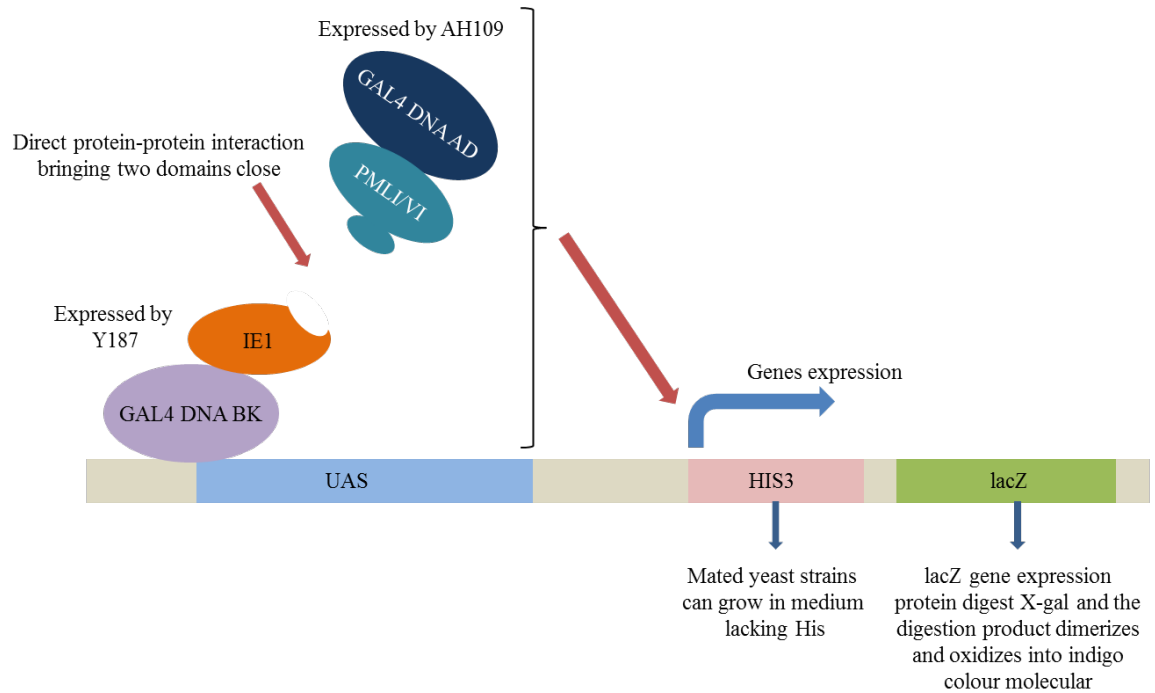 Expressed by AH109
GAL4 DNA AD
PMLI/VI
Direct protein-protein interaction
bringing two domains close
Expressed by
Y187
IE1
GAL4 DNA BK
Genes expression
UAS
HIS3
lacZ
Mated yeast strains
can grow in medium
lacking His
lacZ gene expression
protein digest X-gal and the
digestion product dimerizes
and oxidizes into indigo
colour molecular